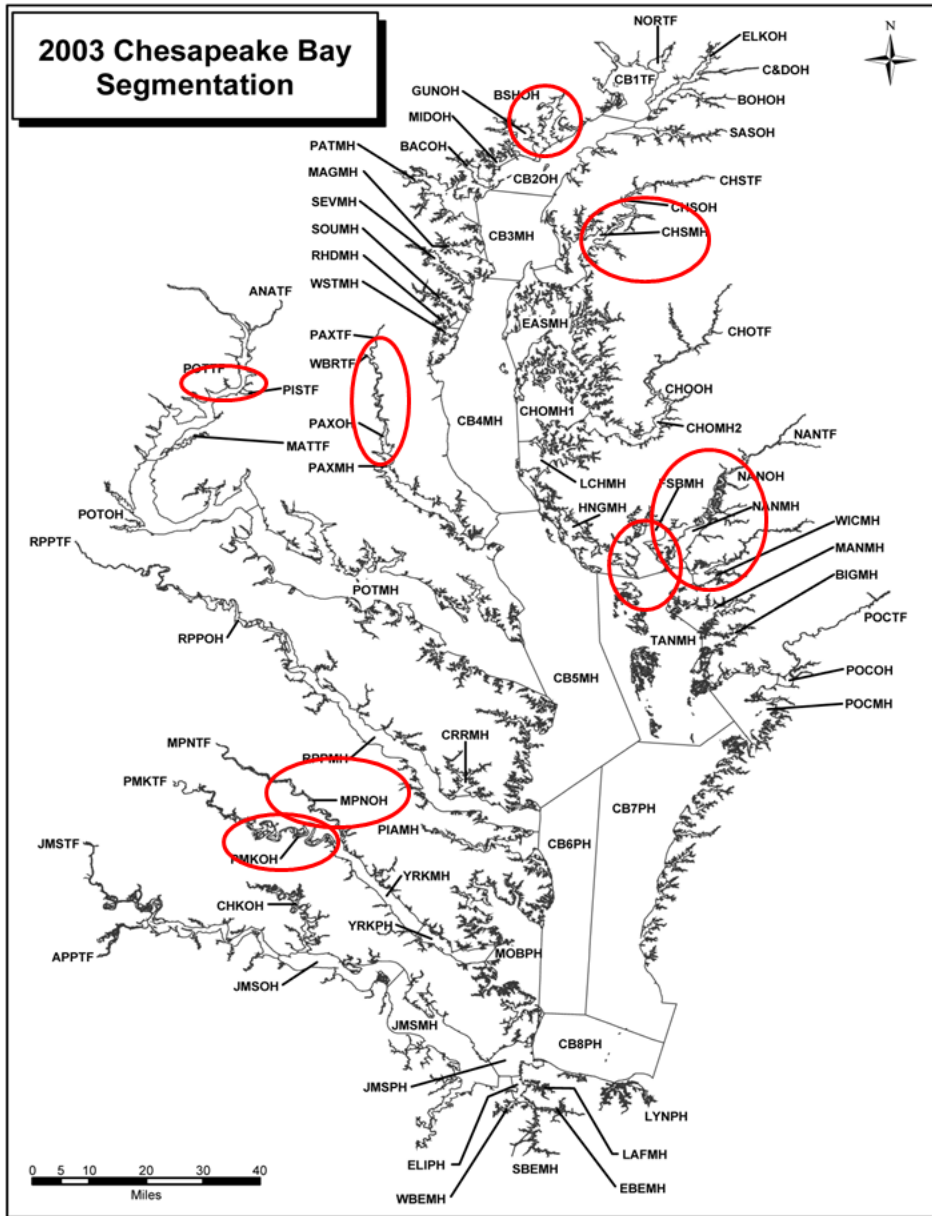 2003 Chesapeake Bay
Segmentation
N
NORTF
ELKOH
C&DOH
CB1TF
GUNOH
BSHOH
BOHOH
MIDOH
SASOH
BACOH
PATMH
CB2OH
CHSTF
MAGMH
CHSOH
SEVMH
CB3MH
CHSMH
SOUMH
RHDMH
WSTMH
ANATF
EASMH
PAXTF
CHOTF
WBRTF
POTTF
PISTF
CB4MH
CHOMH1
CHOOH
PAXOH
CHOMH2
MATTF
NANTF
PAXMH
LCHMH
FSBMH
NANOH
HNGMH
NANMH
POTOH
WICMH
RPPTF
MANMH
BIGMH
POTMH
POCTF
RPPOH
TANMH
CB5MH
POCOH
POCMH
CRRMH
MPNTF
RPPMH
PMKTF
CB7PH
MPNOH
PIAMH
CB6PH
JMSTF
PMKOH
YRKMH
CHKOH
YRKPH
MOBPH
APPTF
JMSOH
JMSMH
CB8PH
JMSPH
LYNPH
LAFMH
ELIPH
SBEMH
EBEMH
WBEMH
0 5 10 20 30 40
Miles